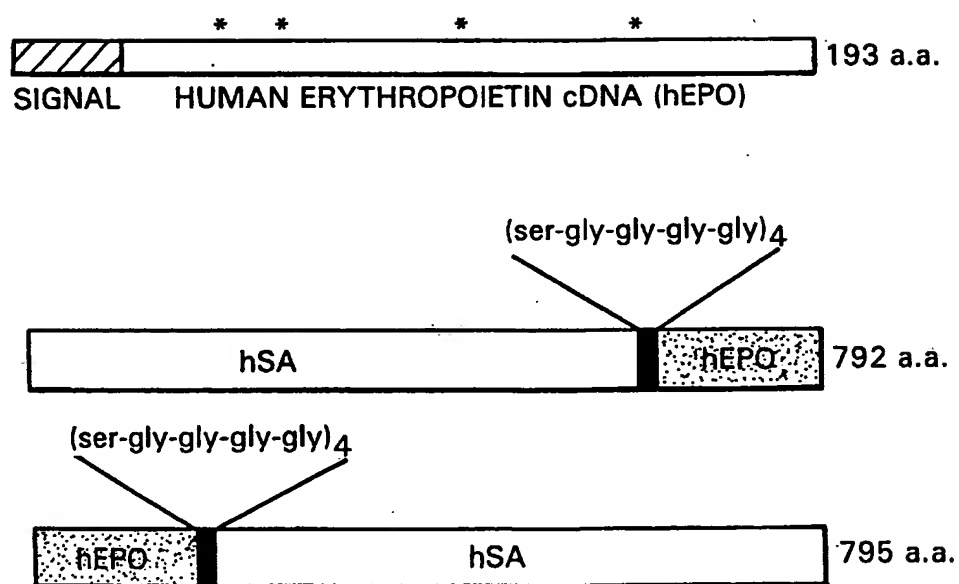 * * * *
193 a.a.
SIGNAL HUMAN ERYTHROPOIETIN cDNA (hEPO)
(ser-gly-gly-gly-gly)4
hSA hEPO 792 a.a.
(ser-gly-gly-gly-gly)4
hEPO hSA 795 a.a.